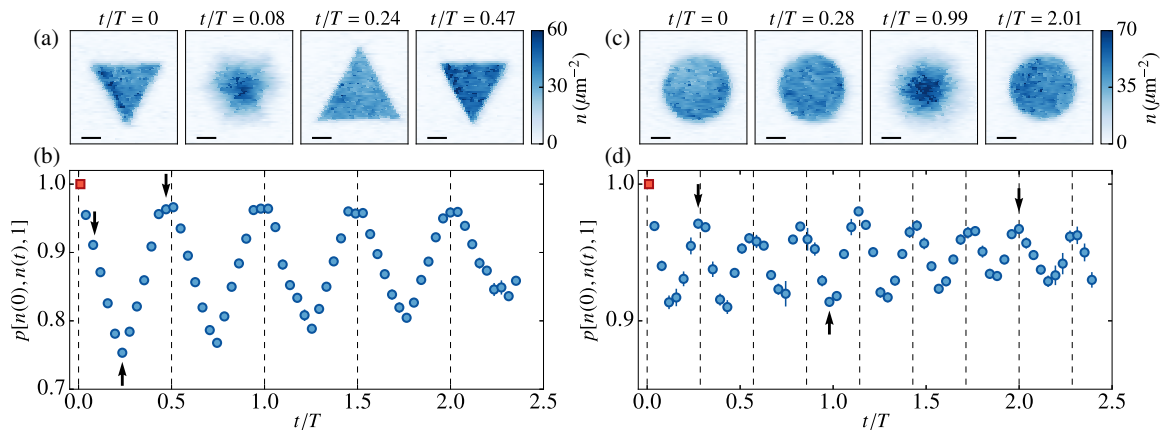 t/T = 0 t/T = 0.08 t/T = 0.24 t/T = 0.47
(a)
60
30
0
n (μm⁻²)
t/T = 0 t/T = 0.28 t/T = 0.99 t/T = 2.01
(c)
70
35
0
n (μm⁻²)
(b)
1.0
0.9
0.8
0.7
p[n(0), n(t), 1]
0.0 0.5 1.0 1.5 2.0 2.5
t/T
(d)
1.0
0.9
p[n(0), n(t), 1]
0.0 0.5 1.0 1.5 2.0 2.5
t/T